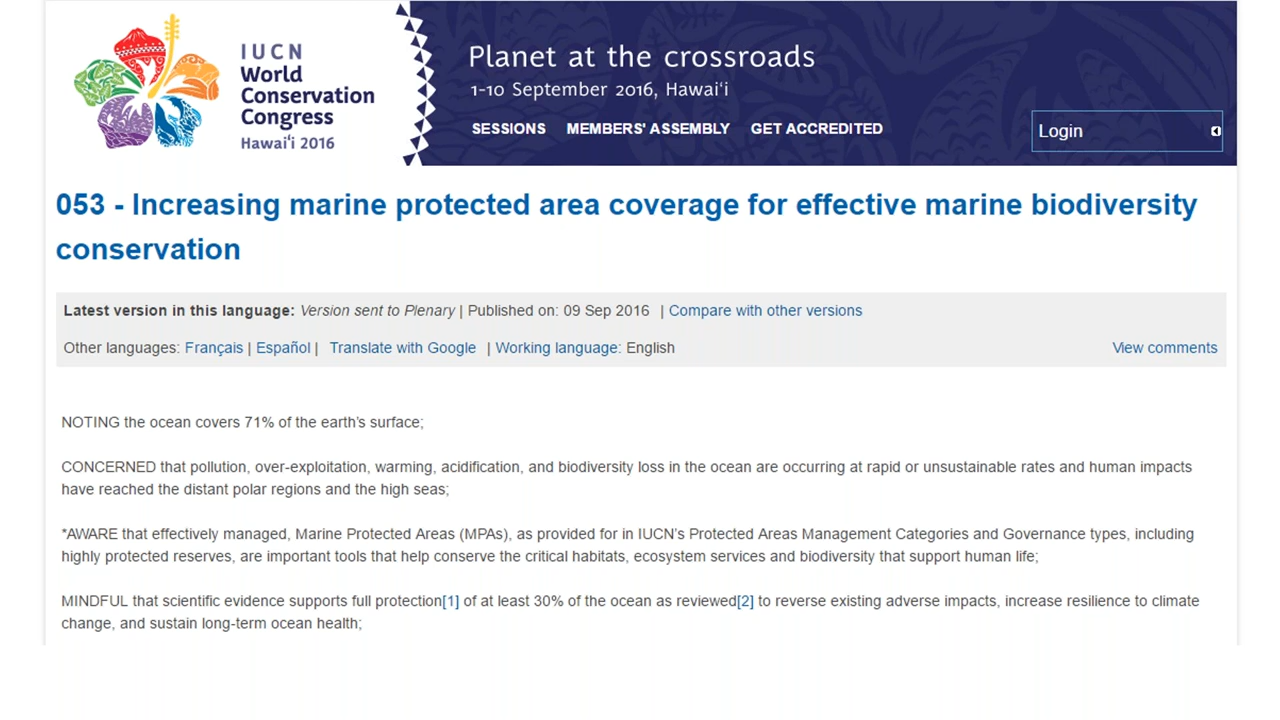 IUCN
World
Conservation
Congress
Hawai‘i 2016
Planet at the crossroads
1-10 September 2016, Hawai‘i
SESSIONS MEMBERS' ASSEMBLY GET ACCREDITED
Login
053 - Increasing marine protected area coverage for effective marine biodiversity
conservation
Latest version in this language: Version sent to Plenary | Published on: 09 Sep 2016 | Compare with other versions
Other languages: Français | Español | Translate with Google | Working language: English View comments
NOTING the ocean covers 71% of the earth’s surface;
CONCERNED that pollution, over-exploitation, warming, acidification, and biodiversity loss in the ocean are occurring at rapid or unsustainable rates and human impacts
have reached the distant polar regions and the high seas;
*AWARE that effectively managed, Marine Protected Areas (MPAs), as provided for in IUCN’s Protected Areas Management Categories and Governance types, including
highly protected reserves, are important tools that help conserve the critical habitats, ecosystem services and biodiversity that support human life;
MINDFUL that scientific evidence supports full protection[1] of at least 30% of the ocean as reviewed[2] to reverse existing adverse impacts, increase resilience to climate
change, and sustain long-term ocean health;